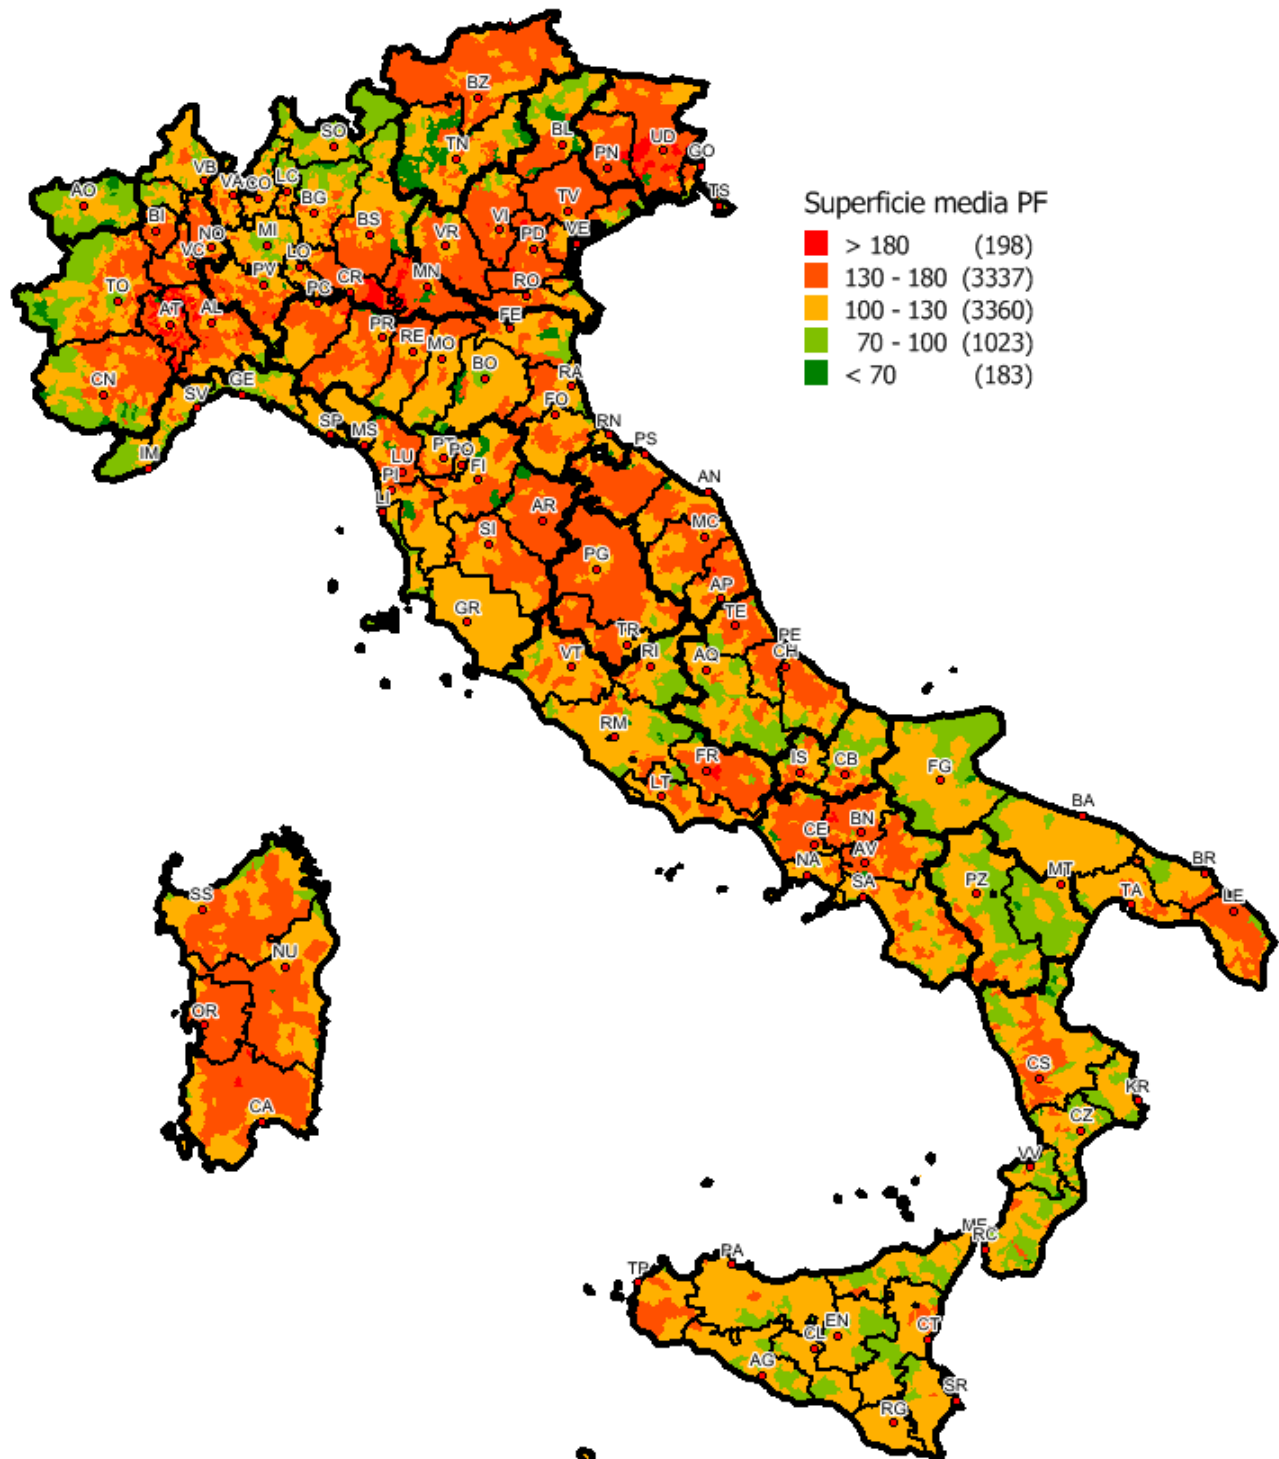 BZ
SO
TN
BL
UD
PN
GO
VB
VA
CO
LC
AO
BG
TS
BI
BS
TV
VI
NO
MI
VR
PD
VE
VC
LO
TO
PV
CR
MN
RO
PC
AT
AL
FE
PR
RE
MO
BO
CN
GE
SV
RA
FO
SP
MS
RN
PS
IM
LU
PT
PO
FI
PI
LI
AN
AR
SI
MC
PG
AP
GR
TE
TR
PE
VT
RI
AQ
CH
RM
FR
IS
CB
FG
LT
BA
CE
BN
NA
AV
SA
PZ
MT
BR
TA
LE
SS
NU
OR
CA
CS
KR
CZ
VV
ME
RC
TP
PA
EN
CL
CT
AG
SR
RG
Superficie media PF
> 180 (198)
130 - 180 (3337)
100 - 130 (3360)
70 - 100 (1023)
< 70 (183)